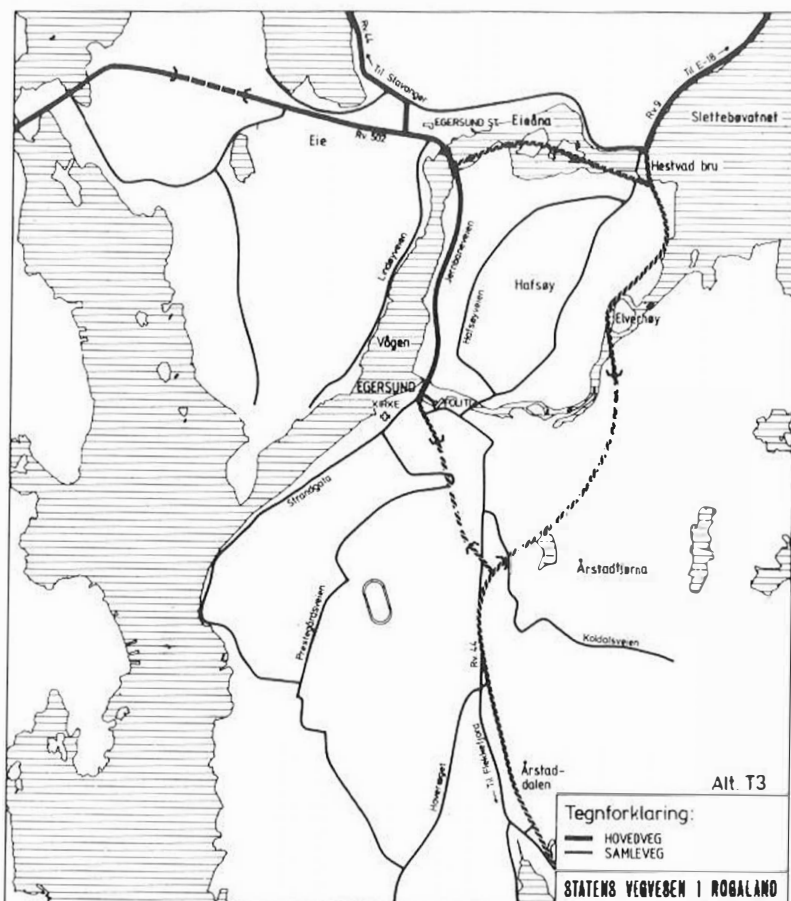 Rv 44
Til Stavanger
Til E-18
Rv 9
Slettebøvatnet
EGERSUND ST.
Eieåna
Eie
Rv 502
Hestvad bru
Lindøyveien
Jernbaneveien
Hafsøy
Hafsøyveien
Elverhøy
Vågen
EGERSUND
KIRKE
POLITI
Strandgata
Årstadtjørna
Prestegårdsveien
Rv 44
Koldalsveien
Til Flekkefjord
Årstad-
dalen
Alt. T3
Tegnforklaring:
HOVEDVEG
SAMLEVEG
STATENS VEGVESEN I ROGALAND